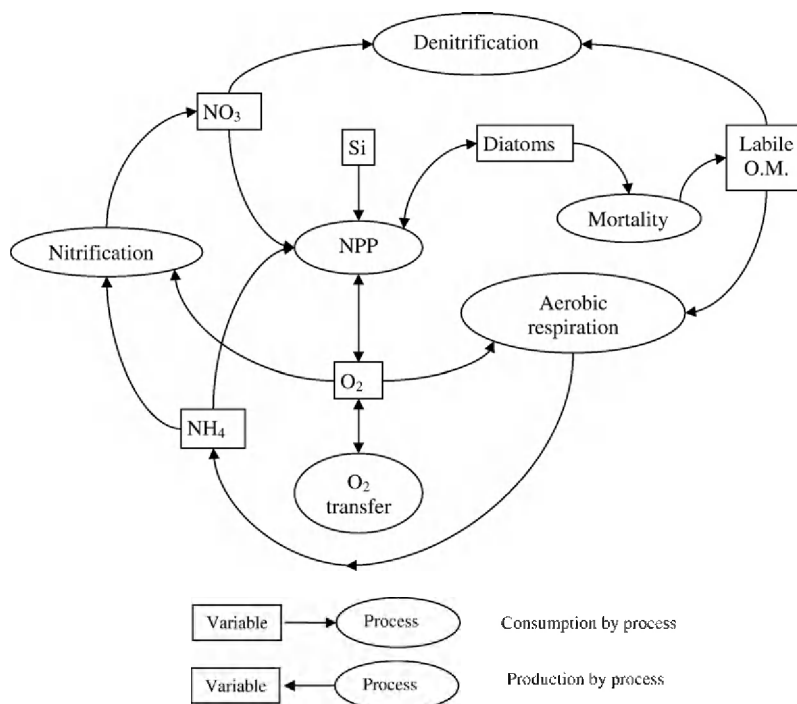 Denitrification
NO₃
Si
Diatoms
Labile
O.M.
Mortality
Nitrification
NPP
Aerobic
respiration
O₂
NH₄
O₂
transfer
Variable
Process
Consumption by process
Variable
Process
Production by process